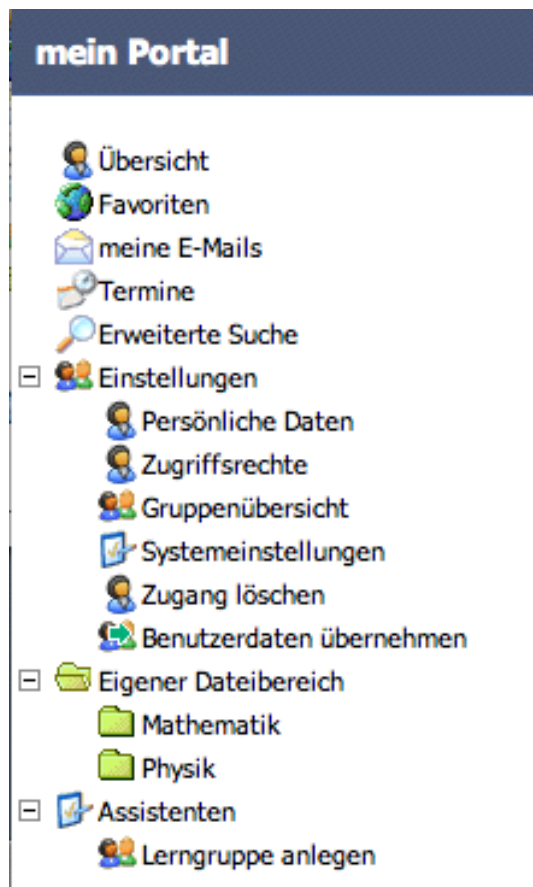 mein Portal
Übersicht
Favoriten
meine E-Mails
Termine
Erweiterte Suche
Einstellungen
Persönliche Daten
Zugriffsrechte
Gruppenübersicht
Systemeinstellungen
Zugang löschen
Benutzerdaten übernehmen
Eigener Dateibereich
Mathematik
Physik
Assistenten
Lerngruppe anlegen